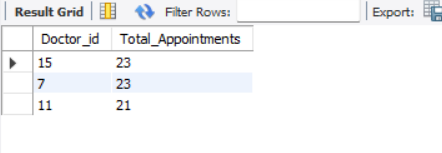 Result Grid Filter Rows: Export:
Doctor_id Total_Appointments
15 23
7 23
11 21